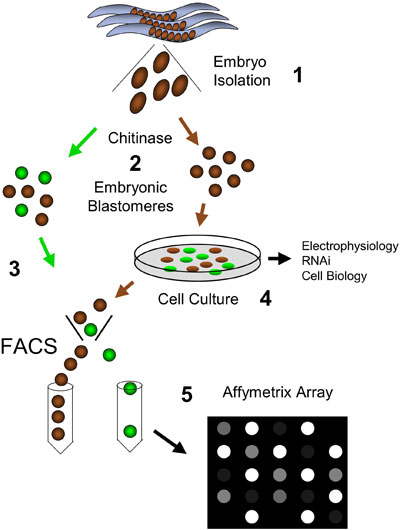 Embryo
Isolation
1
Chitinase
2
Embryonic
Blastomeres
3
Electrophysiology
RNAi
Cell Biology
Cell Culture
4
FACS
5
Affymetrix Array